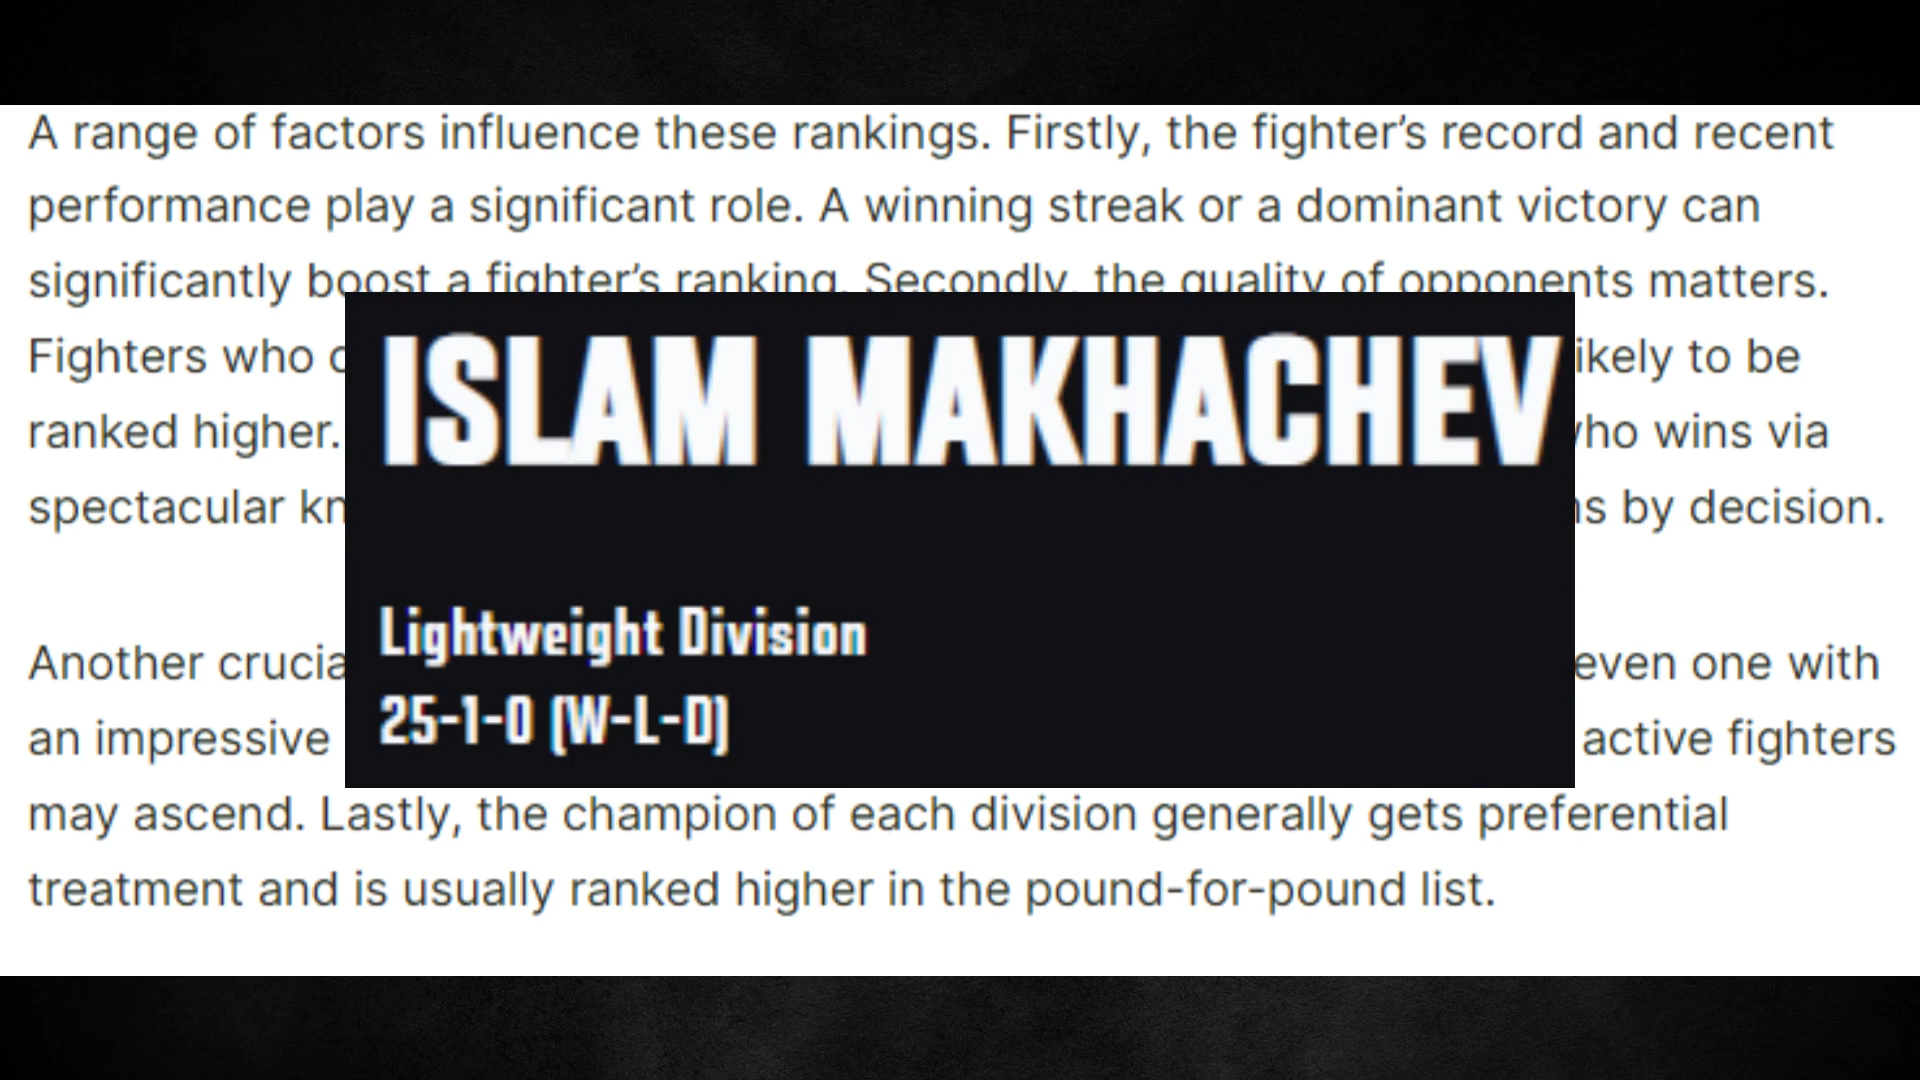 A range of factors influence these rankings. Firstly, the fighter's record and recent
performance play a significant role. A winning streak or a dominant victory can
significantly boost a fighter's ranking. Secondly, the quality of opponents matters.
Fighters who likely to be
ranked higher. who wins via
spectacular by decision.
Another even one with
an impressive active fighters
may ascend. Lastly, the champion of each division generally gets preferential
treatment and is usually ranked higher in the pound-for-pound list.
ISLAM MAKHACHEV
Lightweight Division
25-1-0 (W-L-D)